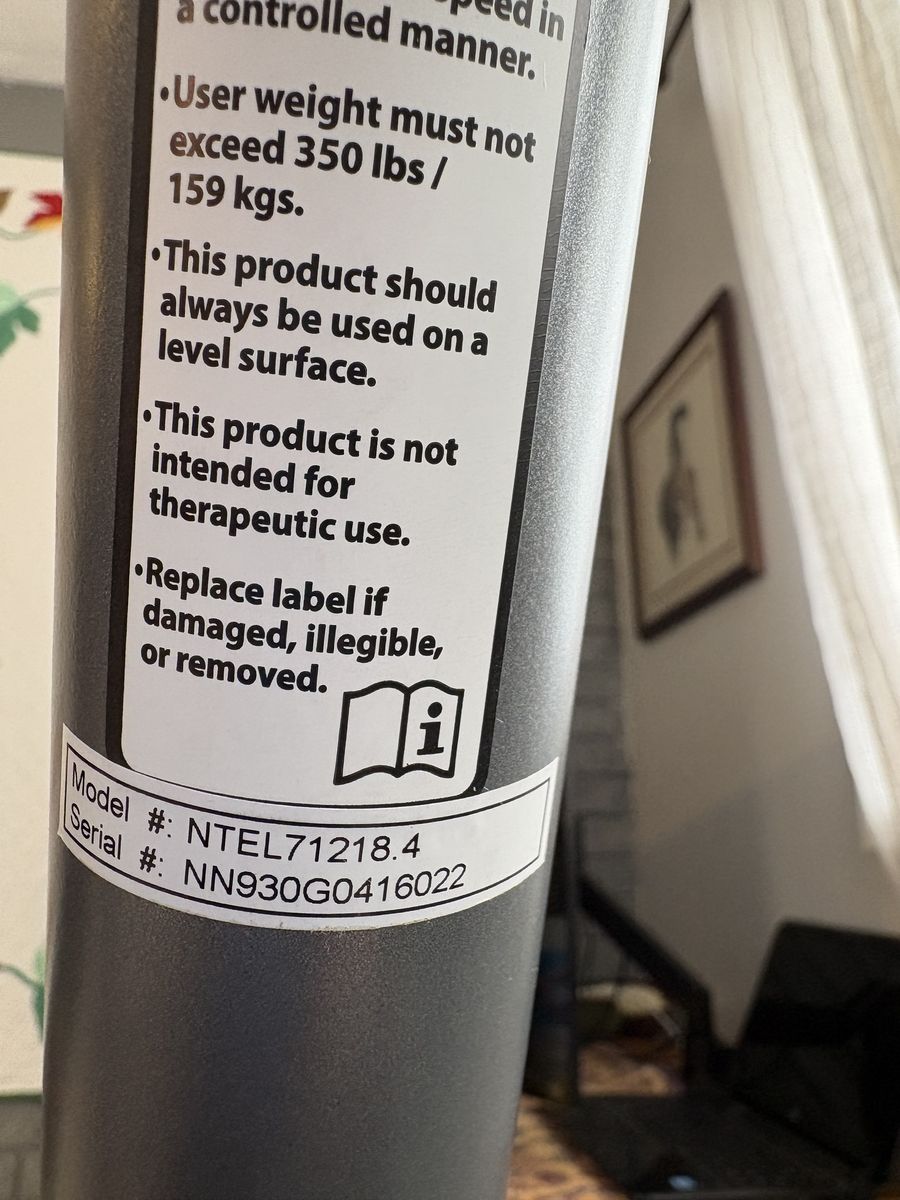 speed in
a controlled manner.
•User weight must not
exceed 350 lbs /
159 kgs.
•This product should
always be used on a
level surface.
•This product is not
intended for
therapeutic use.
•Replace label if
damaged, illegible,
or removed.
i
Model #: NTEL71218.4
Serial #: NN930G0416022